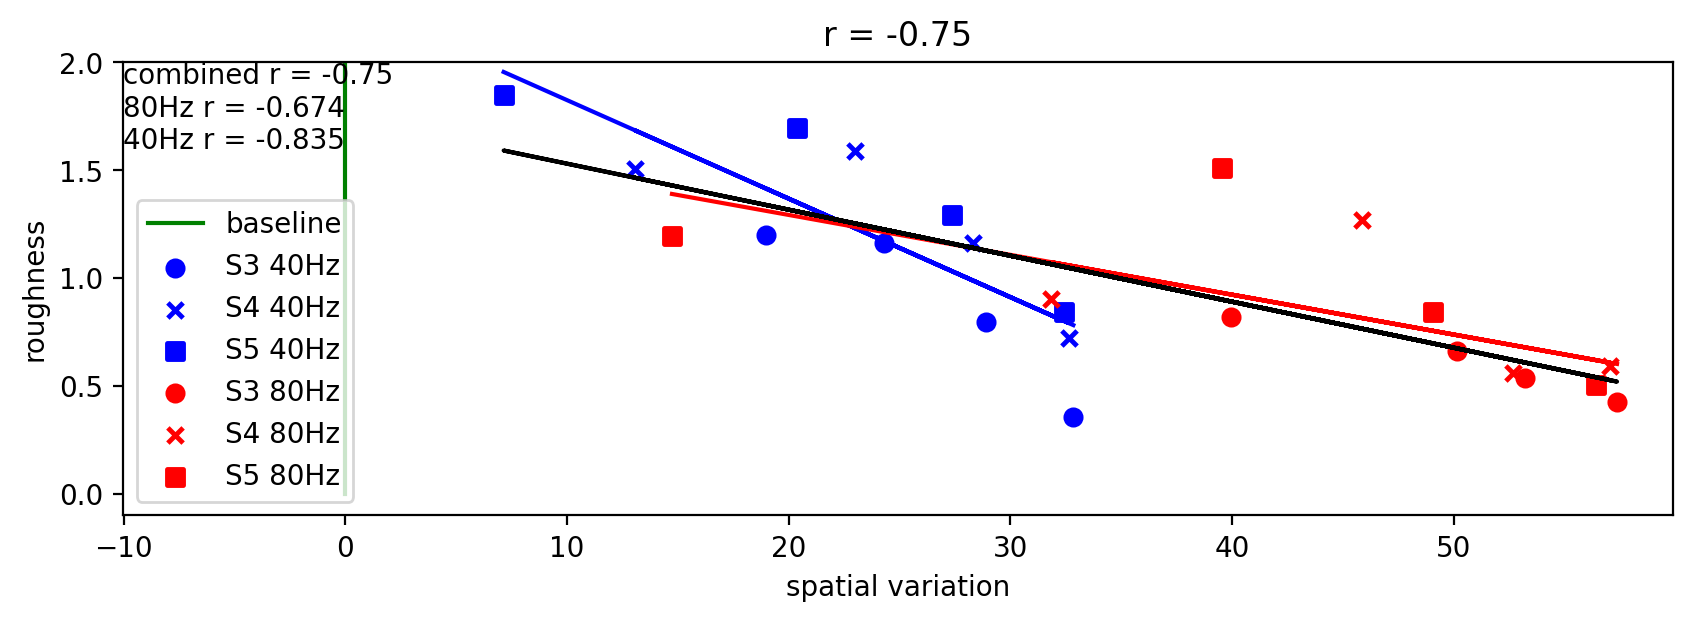 r = -0.75
combined r = -0.75
80Hz r = -0.674
40Hz r = -0.835
2.0
1.5
1.0
0.5
0.0
roughness
baseline
S3 40Hz
S4 40Hz
S5 40Hz
S3 80Hz
S4 80Hz
S5 80Hz
−10 0 10 20 30 40 50
spatial variation